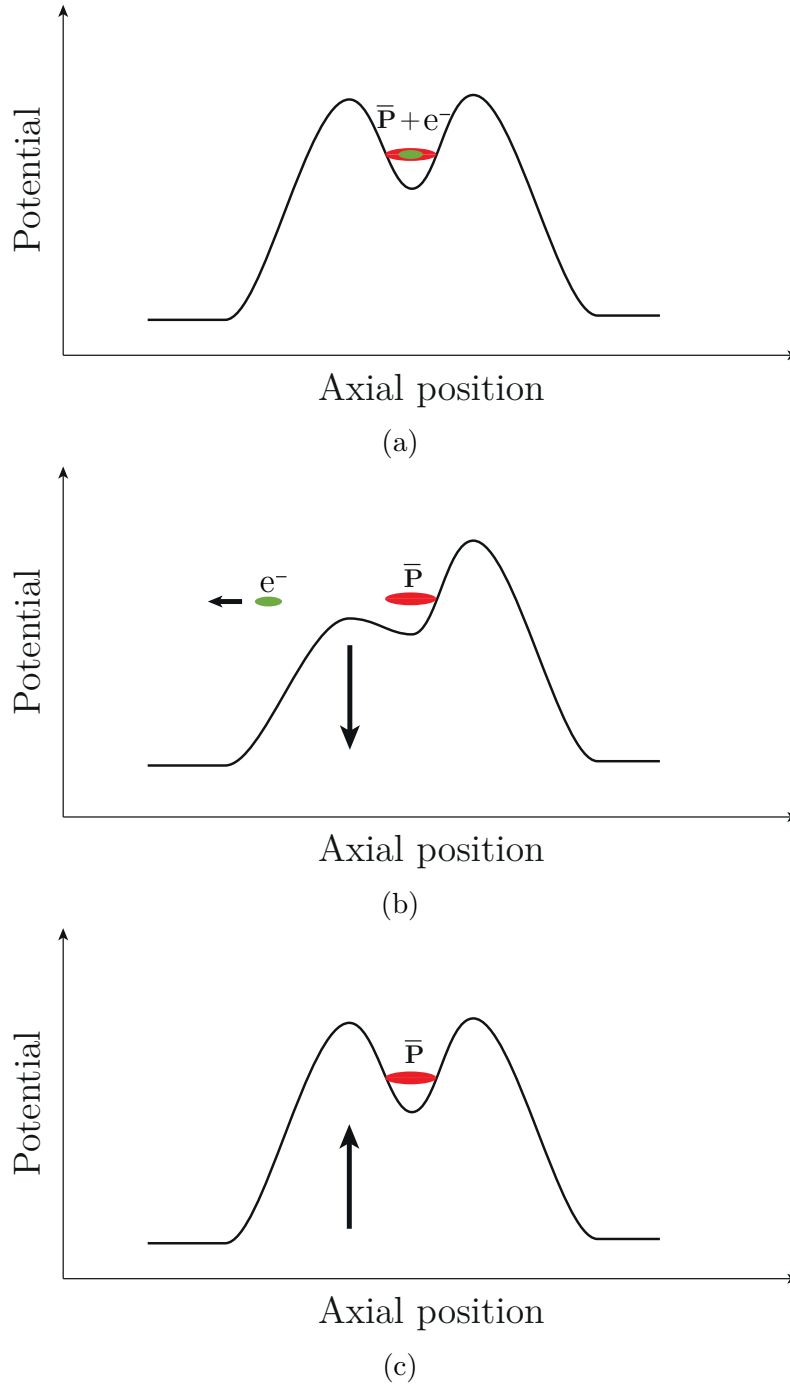 Potential
P̅ + e⁻
Axial position
(a)
Potential
e⁻
P̅
Axial position
(b)
Potential
P̅
Axial position
(c)